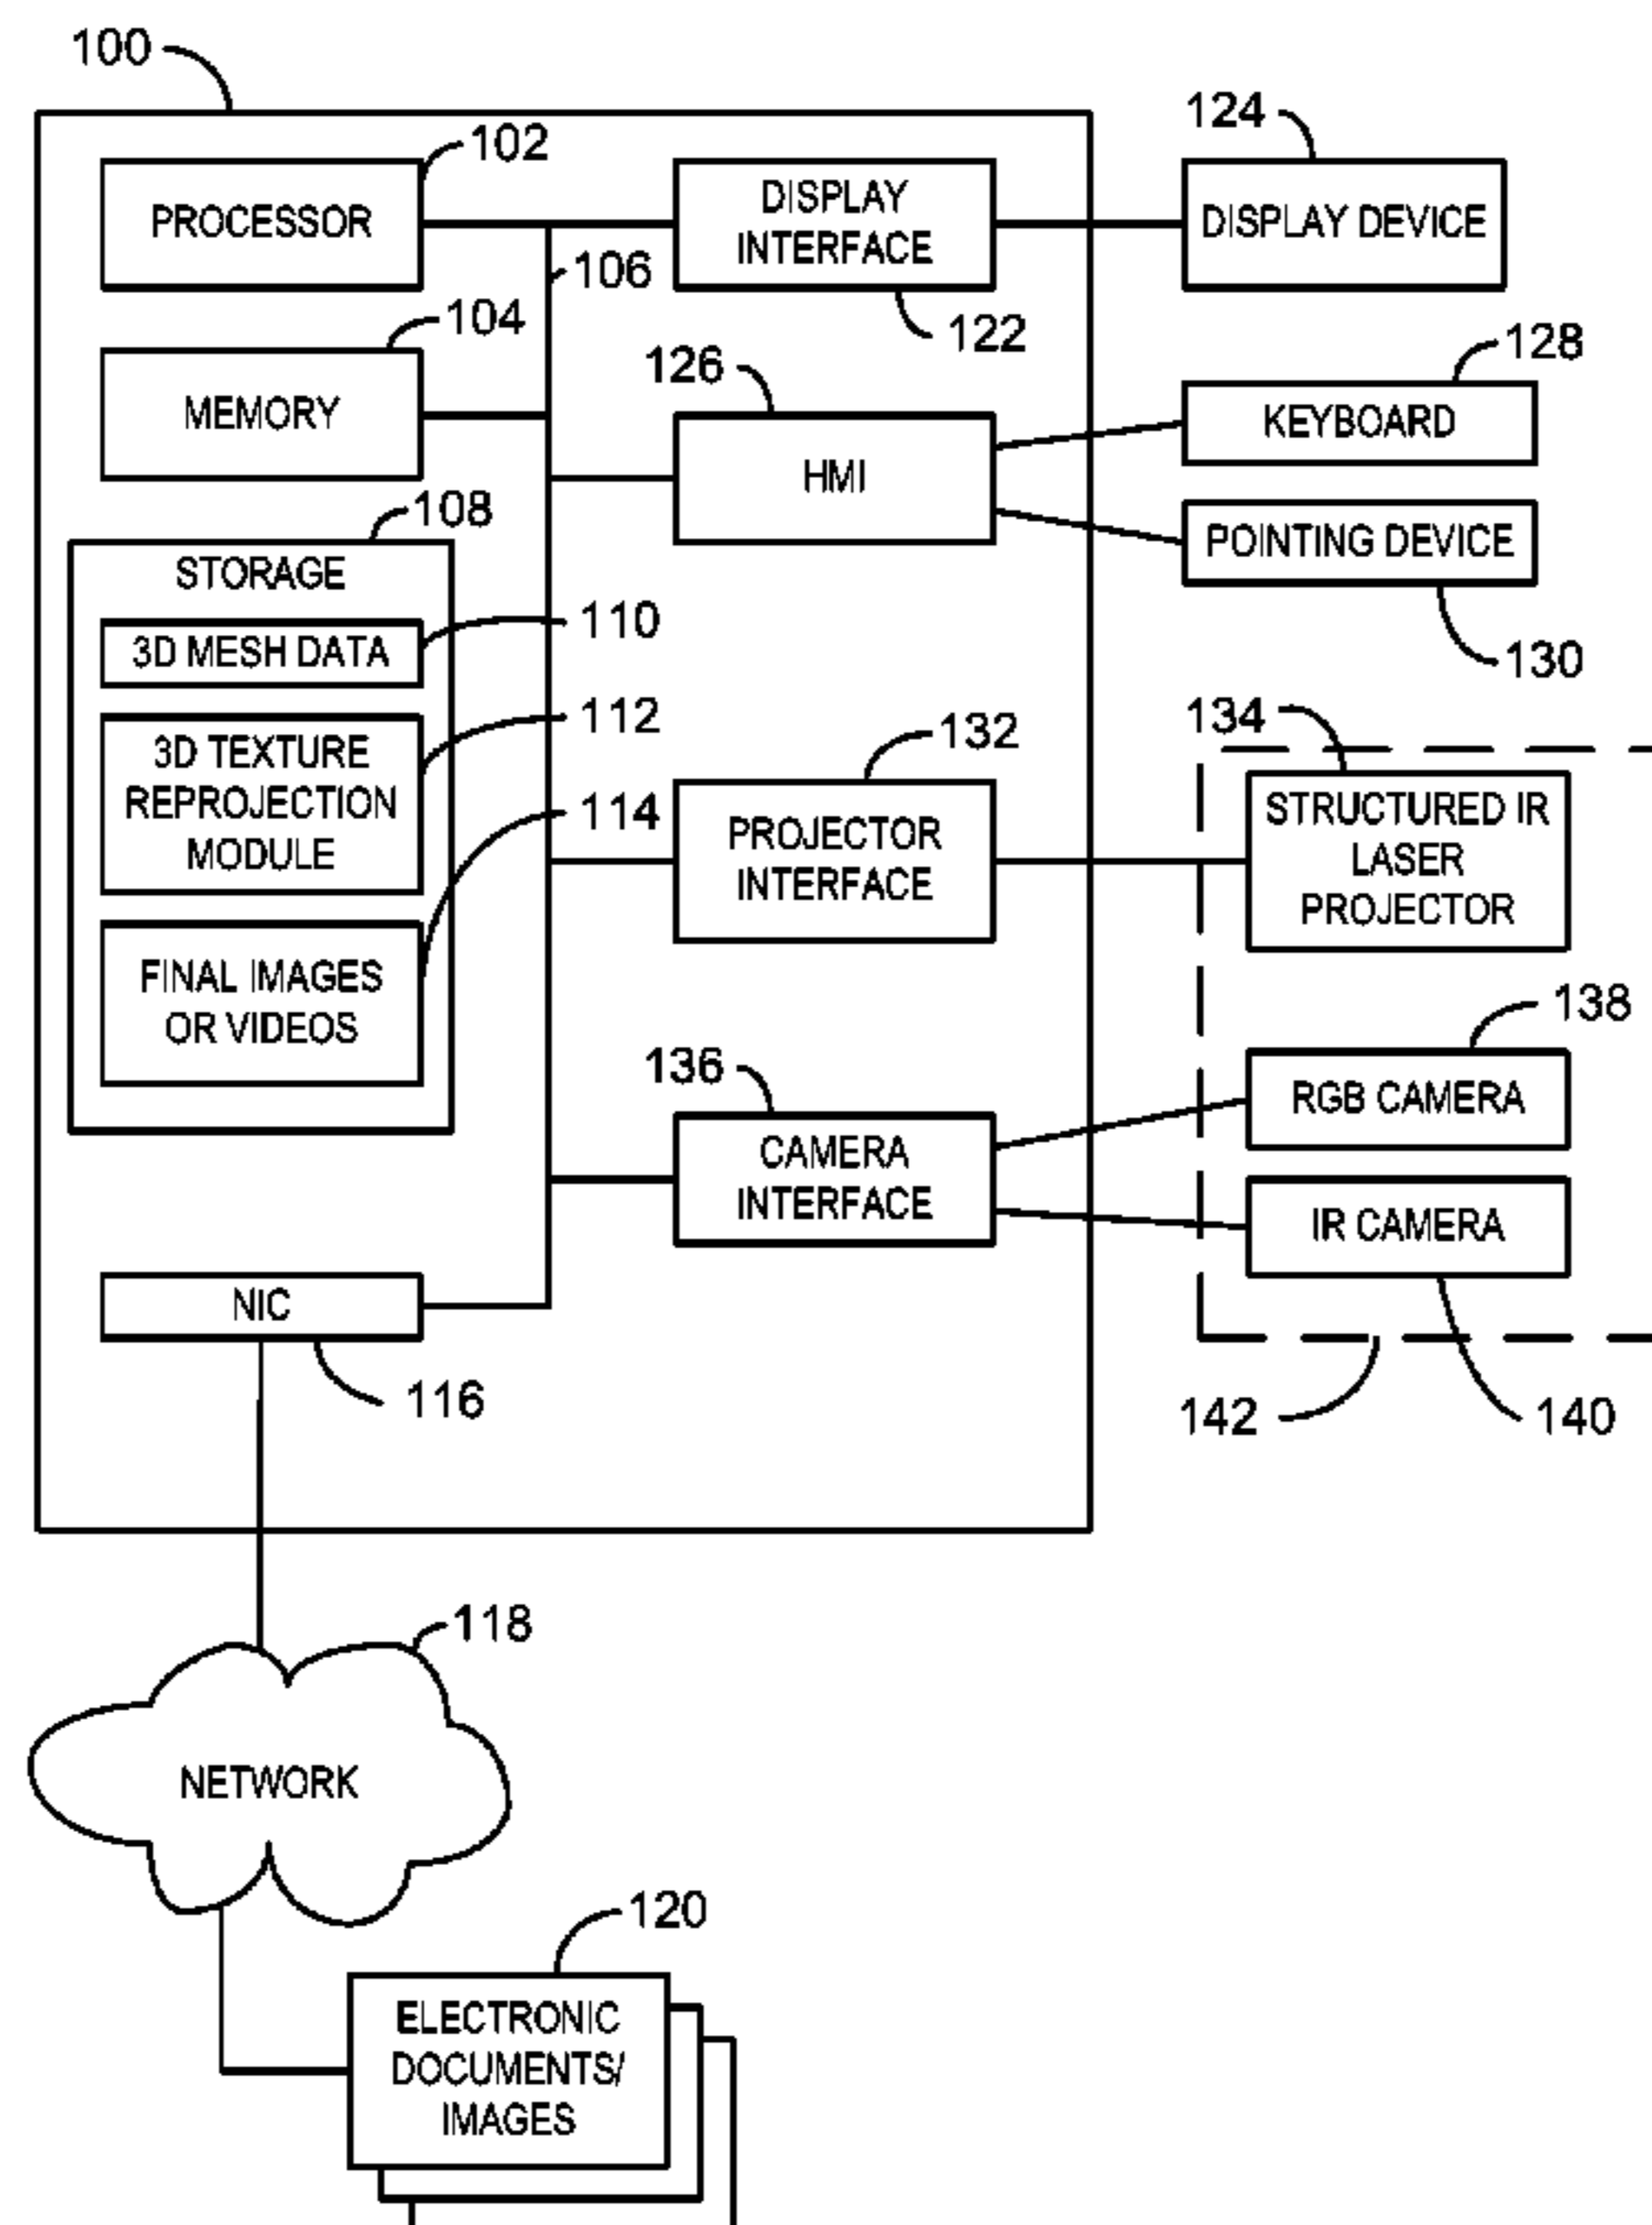 100
102
PROCESSOR
DISPLAY
INTERFACE
124
DISPLAY DEVICE
106
104
122
MEMORY
126
HMI
128
KEYBOARD
POINTING DEVICE
130
108
STORAGE
3D MESH DATA
110
3D TEXTURE
REPROJECTION
MODULE
112
FINAL IMAGES
OR VIDEOS
114
132
PROJECTOR
INTERFACE
134
STRUCTURED IR
LASER
PROJECTOR
136
CAMERA
INTERFACE
138
RGB CAMERA
IR CAMERA
NIC
116
142
140
118
NETWORK
120
ELECTRONIC
DOCUMENTS/
IMAGES